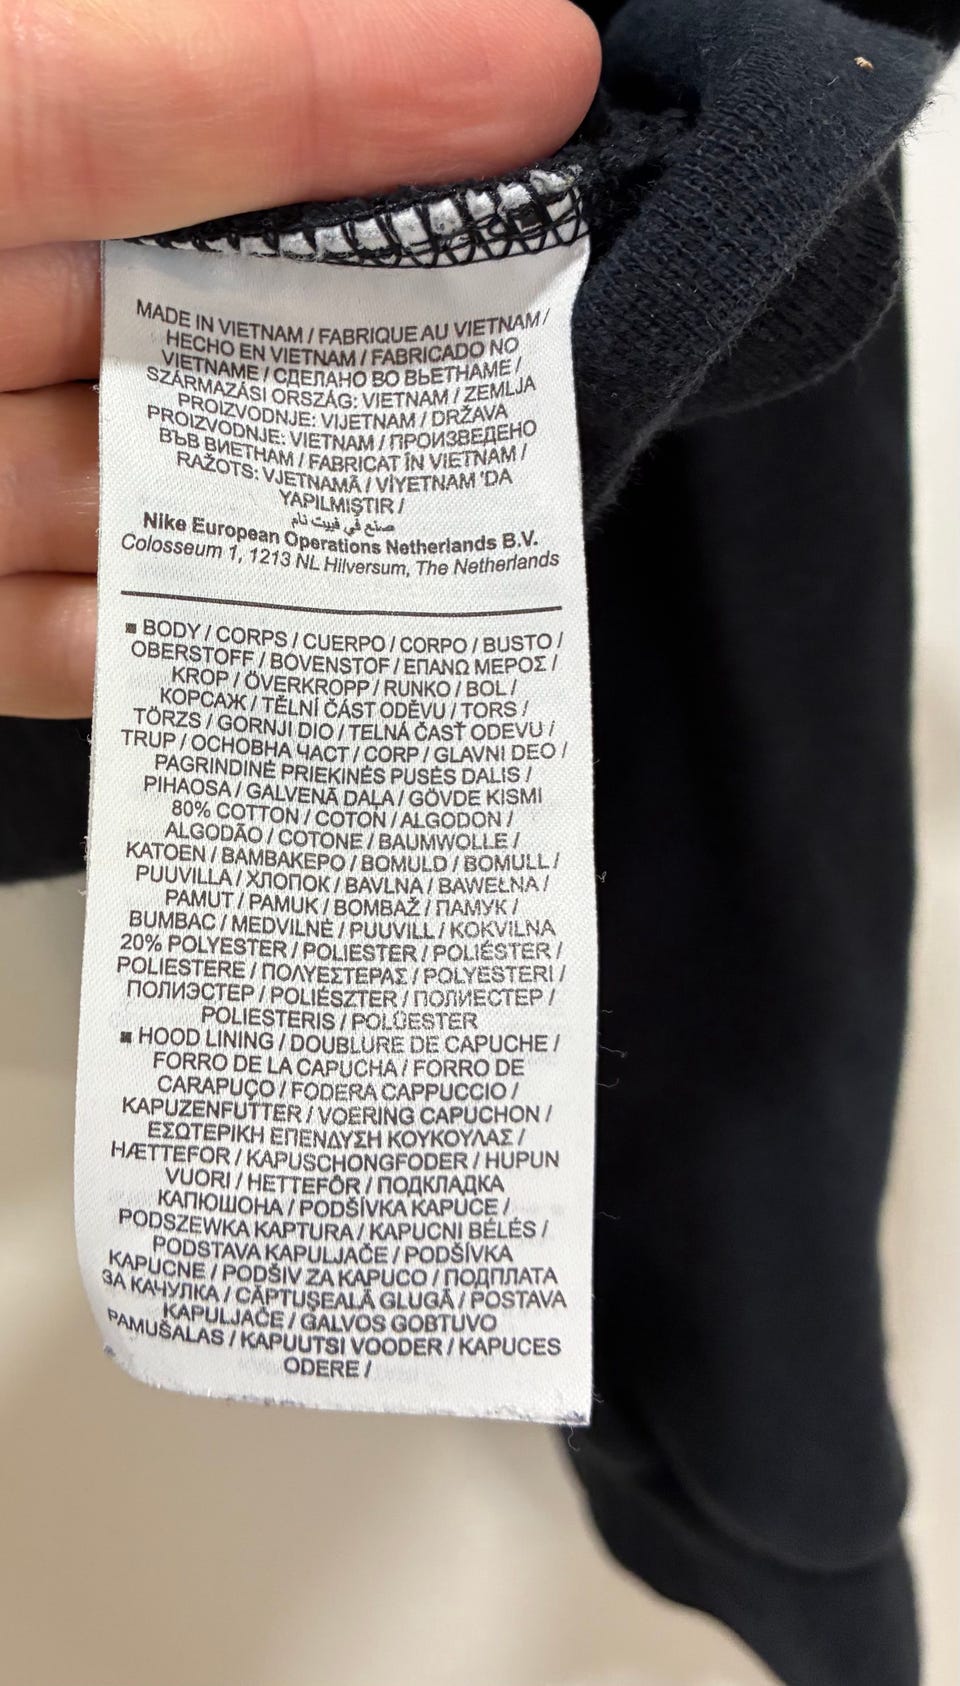 MADE IN VIETNAM / FABRIQUE AU VIETNAM /
HECHO EN VIETNAM / FABRICADO NO
VIETNAME / СДЕЛАНО ВО ВЬЕТНАМЕ /
SZÁRMAZÁSI ORSZÁG: VIETNAM / ZEMLJA
PROIZVODNJE: VIJETNAM / DRŽAVA
PROIZVODNJE: VIETNAM / ПРОИЗВЕДЕНО
ВЪВ ВИЕТНАМ / FABRICAT ÎN VIETNAM /
RAŽOTS: VJETNAMĀ / VİYETNAM 'DA
YAPILMIŞTIR /
صنع في فييت نام
Nike European Operations Netherlands B.V.
Colosseum 1, 1213 NL Hilversum, The Netherlands
■ BODY / CORPS / CUERPO / CORPO / BUSTO /
OBERSTOFF / BOVENSTOF / ΕΠΑΝΩ ΜΕΡΟΣ /
KROP / ÖVERKROPP / RUNKO / BOL /
КОРСАЖ / TĚLNÍ ČÁST ODĚVU / TORS /
TÖRZS / GORNJI DIO / TELNÁ ČASŤ ODEVU /
TRUP / ОСНОВНА ЧАСТ / CORP / GLAVNI DEO /
PAGRINDINĖ PRIEKINĖS PUSĖS DALIS /
PIHAOSA / GALVENĀ DAĻA / GÖVDE KISMI
80% COTTON / COTON / ALGODON /
ALGODÃO / COTONE / BAUMWOLLE /
KATOEN / ΒΑΜΒΑΚΕΡΟ / BOMULD / BOMULL /
PUUVILLA / ХЛОПОК / BAVLNA / BAWEŁNA /
PAMUT / PAMUK / BOMBAŽ / ПАМУК /
BUMBAC / MEDVILNĖ / PUUVILL / KOKVILNA
20% POLYESTER / POLIESTER / POLIÉSTER /
POLIESTERE / ΠΟΛΥΕΣΤΕΡΑΣ / POLYESTERI /
ПОЛИЭСТЕР / POLIÉSZTER / ПОЛИЕСТЕР /
POLIESTERIS / POLÜESTER
■ HOOD LINING / DOUBLURE DE CAPUCHE /
FORRO DE LA CAPUCHA / FORRO DE
CARAPUÇO / FODERA CAPPUCCIO /
KAPUZENFUTTER / VOERING CAPUCHON /
ΕΣΩΤΕΡΙΚΗ ΕΠΕΝΔΥΣΗ ΚΟΥΚΟΥΛΑΣ /
HÆTTEFOR / KAPUSCHONGFODER / HUPUN
VUORI / HETTEFÔR / ПОДКЛАДКА
КАПЮШОНА / PODŠÍVKA KAPUCE /
PODSZEWKA KAPTURA / KAPUCNI BÉLÉS /
PODSTAVA KAPULJAČE / PODŠÍVKA
KAPUCNE / PODŠIV ZA KAPUCO / ПОДПЛАТА
ЗА КАЧУЛКА / CĂPTUŞEALĂ GLUGĂ / POSTAVA
KAPULJAČE / GALVOS GOBTUVO
PAMUŠALAS / KAPUUTSI VOODER / KAPUCES
ODERE /